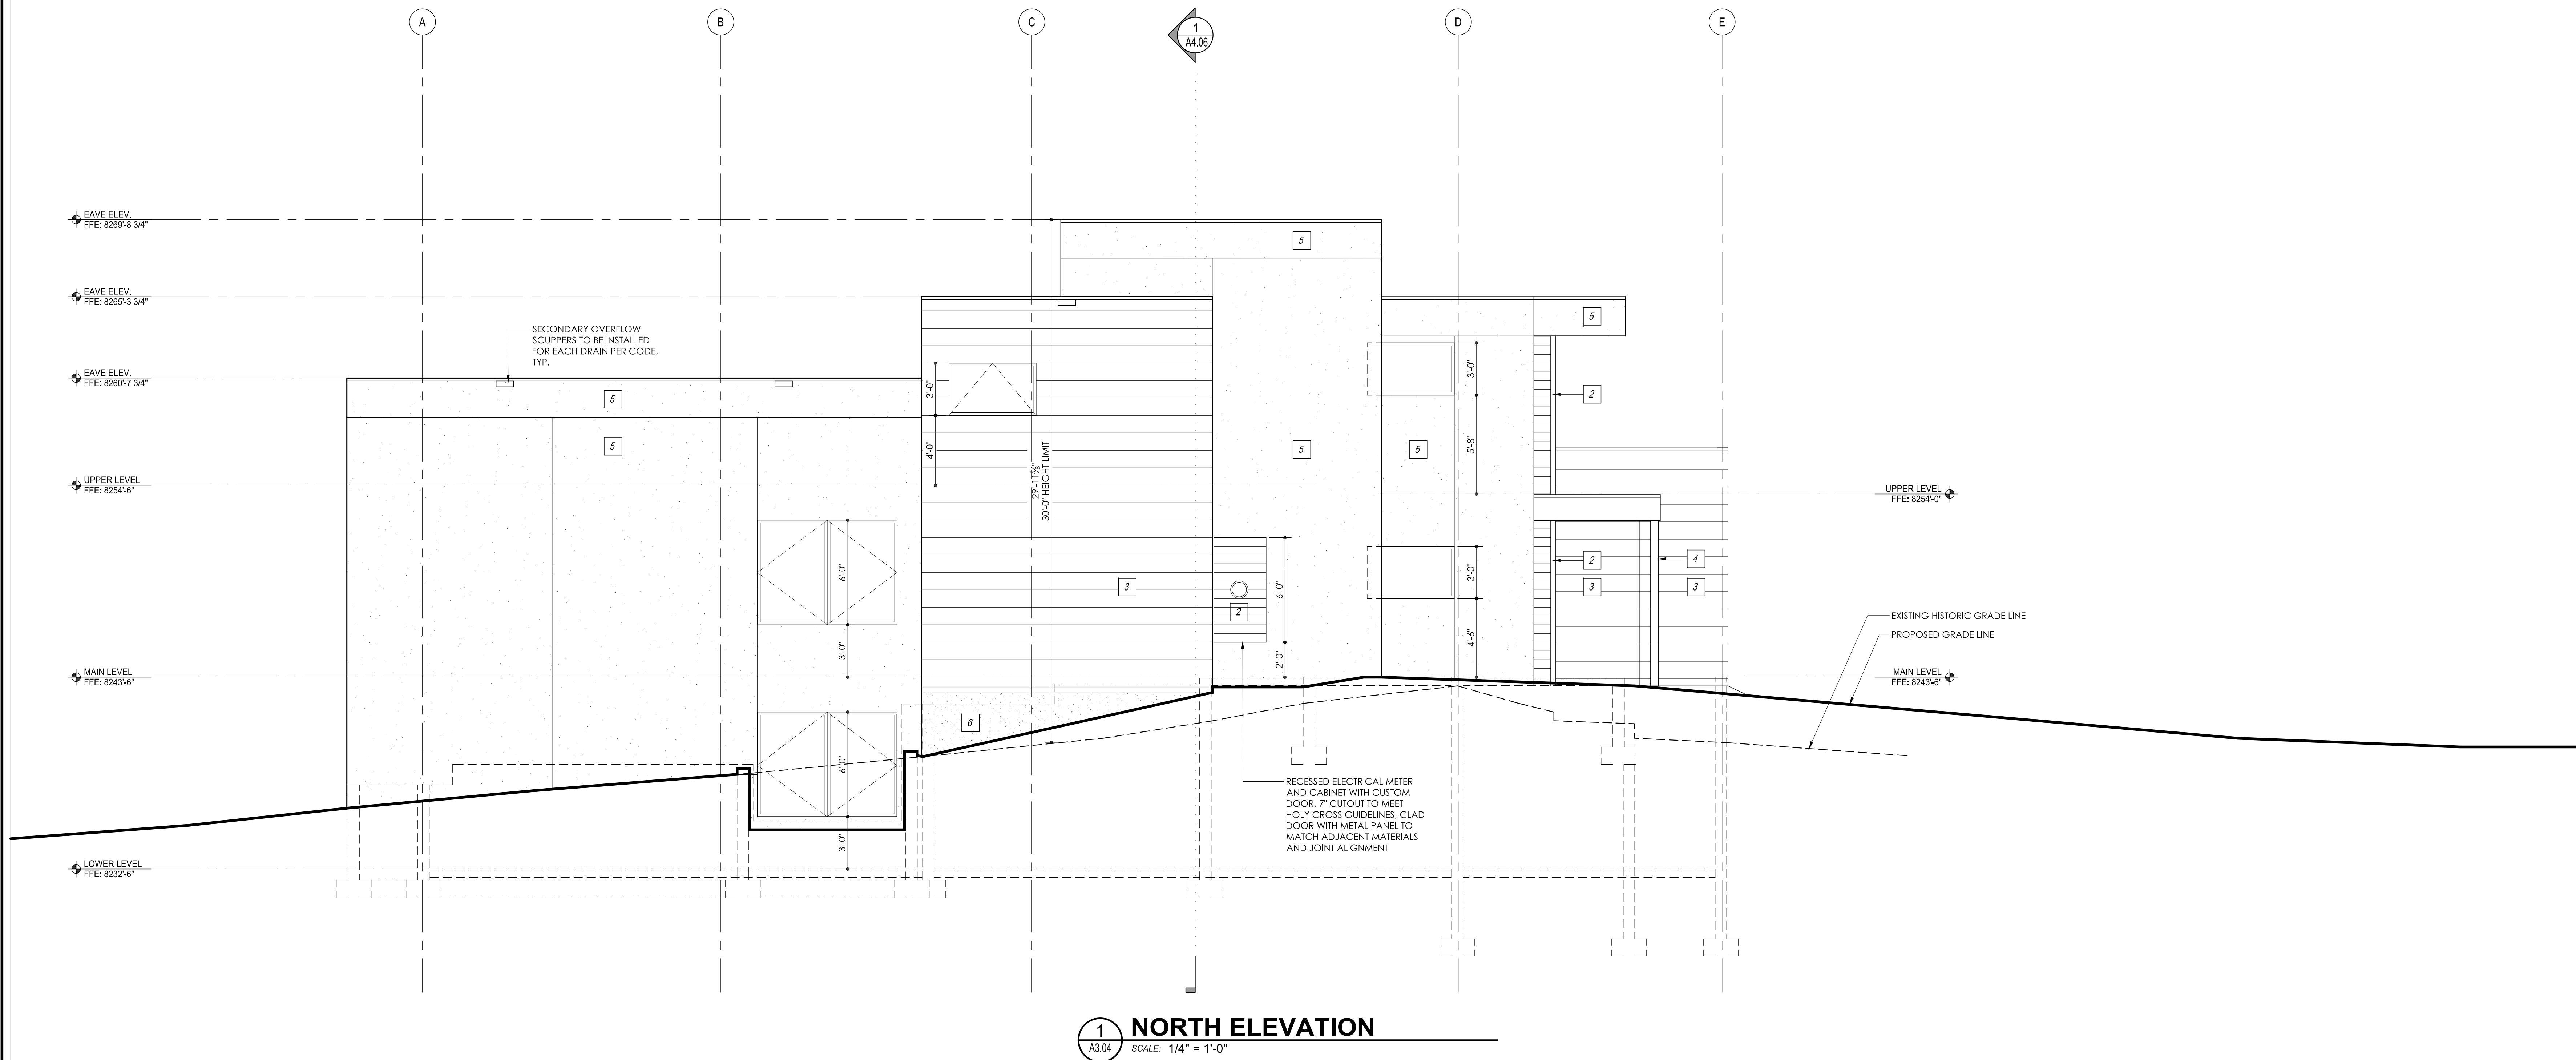 A
B
C
1
A4.06
D
E
EAVE ELEV.
FFE: 8269'-8 3/4"
5
EAVE ELEV.
FFE: 8265'-3 3/4"
5
SECONDARY OVERFLOW
SCUPPERS TO BE INSTALLED
FOR EACH DRAIN PER CODE,
TYP.
EAVE ELEV.
FFE: 8260'-7 3/4"
5
5
3'-0"
4'-0"
29'-11⅞"
30'-0" HEIGHT LIMIT
5
5
3'-0"
5'-8"
2
UPPER LEVEL
FFE: 8254'-6"
UPPER LEVEL
FFE: 8254'-0"
6'-0"
3'-0"
3
2
6'-0"
2'-0"
3'-0"
4'-6"
2
3
4
3
EXISTING HISTORIC GRADE LINE
PROPOSED GRADE LINE
MAIN LEVEL
FFE: 8243'-6"
MAIN LEVEL
FFE: 8243'-6"
6
6'-0"
3'-0"
RECESSED ELECTRICAL METER
AND CABINET WITH CUSTOM
DOOR, 7" CUTOUT TO MEET
HOLY CROSS GUIDELINES, CLAD
DOOR WITH METAL PANEL TO
MATCH ADJACENT MATERIALS
AND JOINT ALIGNMENT
LOWER LEVEL
FFE: 8232'-6"
1
A3.04
NORTH ELEVATION
SCALE: 1/4" = 1'-0"